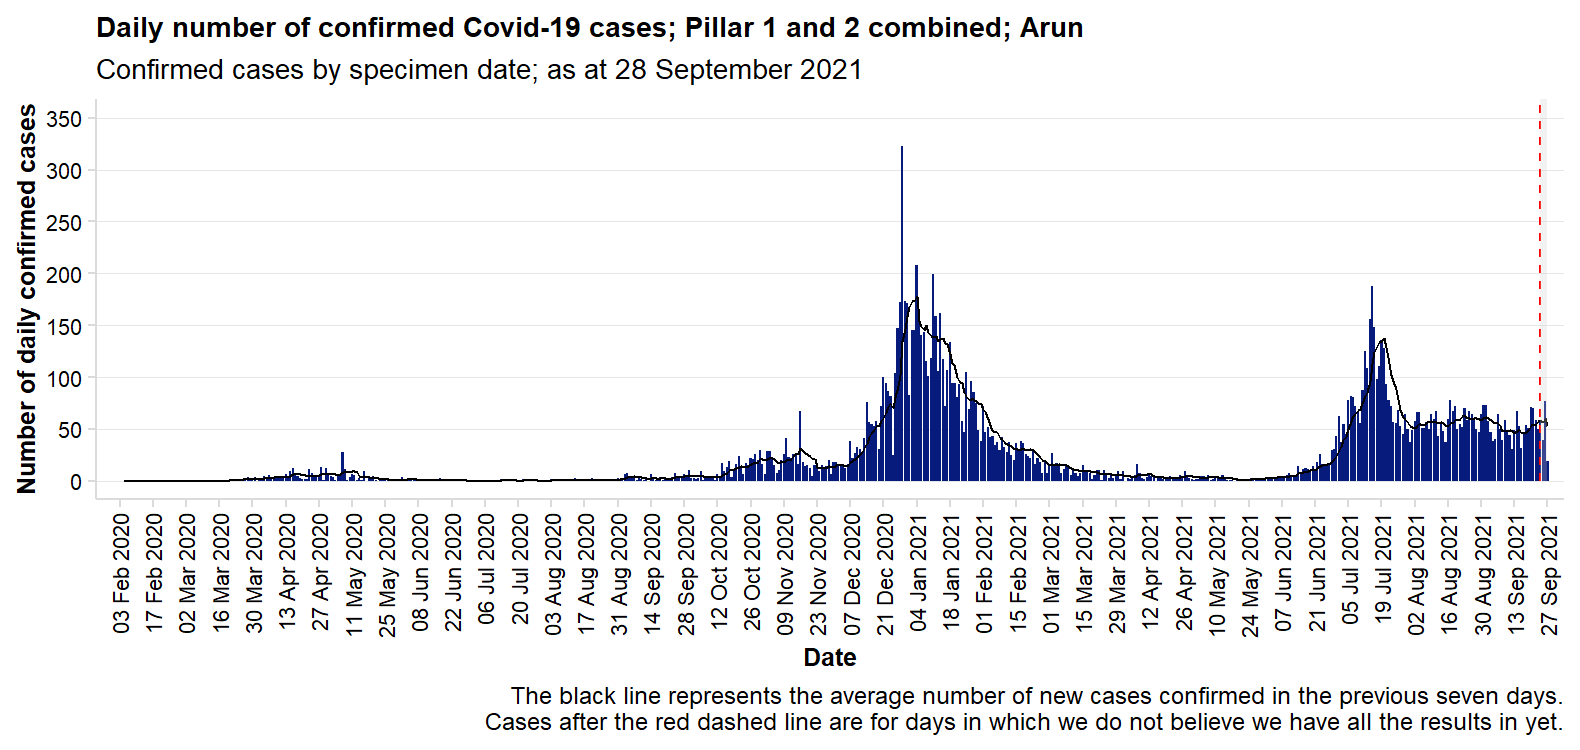 Daily number of confirmed Covid-19 cases; Pillar 1 and 2 combined; Arun
Confirmed cases by specimen date; as at 28 September 2021
Number of daily confirmed cases
350
300
250
200
150
100
50
0
03 Feb 2020
17 Feb 2020
02 Mar 2020
16 Mar 2020
30 Mar 2020
13 Apr 2020
27 Apr 2020
11 May 2020
25 May 2020
08 Jun 2020
22 Jun 2020
06 Jul 2020
20 Jul 2020
03 Aug 2020
17 Aug 2020
31 Aug 2020
14 Sep 2020
28 Sep 2020
12 Oct 2020
26 Oct 2020
09 Nov 2020
23 Nov 2020
07 Dec 2020
21 Dec 2020
04 Jan 2021
18 Jan 2021
01 Feb 2021
15 Feb 2021
01 Mar 2021
15 Mar 2021
29 Mar 2021
12 Apr 2021
26 Apr 2021
10 May 2021
24 May 2021
07 Jun 2021
21 Jun 2021
05 Jul 2021
19 Jul 2021
02 Aug 2021
16 Aug 2021
30 Aug 2021
13 Sep 2021
27 Sep 2021
Date
The black line represents the average number of new cases confirmed in the previous seven days.
Cases after the red dashed line are for days in which we do not believe we have all the results in yet.